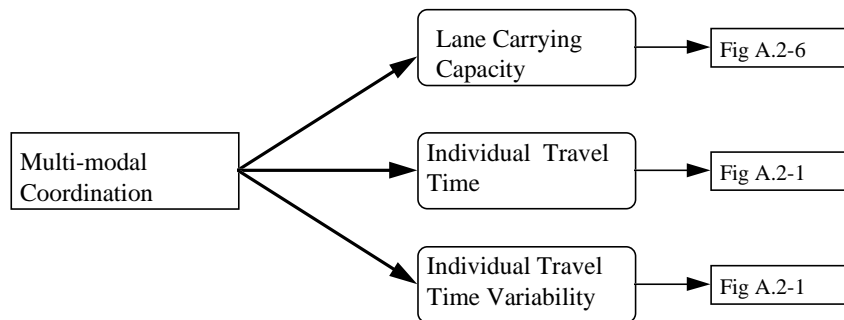 Lane Carrying
Capacity
Fig A.2-6
Multi-modal
Coordination
Individual Travel
Time
Fig A.2-1
Individual Travel
Time Variability
Fig A.2-1